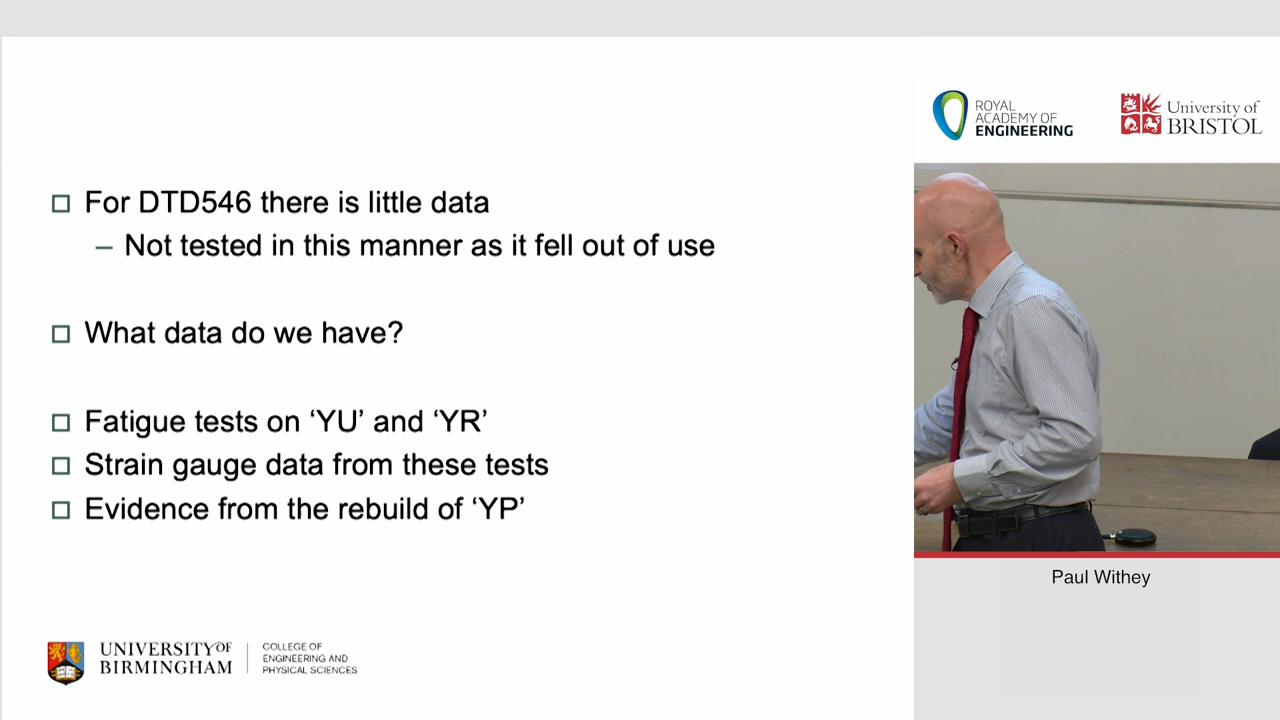 For DTD546 there is little data
– Not tested in this manner as it fell out of use
What data do we have?
Fatigue tests on ‘YU’ and ‘YR’
Strain gauge data from these tests
Evidence from the rebuild of ‘YP’
UNIVERSITY OF
BIRMINGHAM
COLLEGE OF
ENGINEERING AND
PHYSICAL SCIENCES
ROYAL
ACADEMY OF
ENGINEERING
University of
BRISTOL
Paul Withey